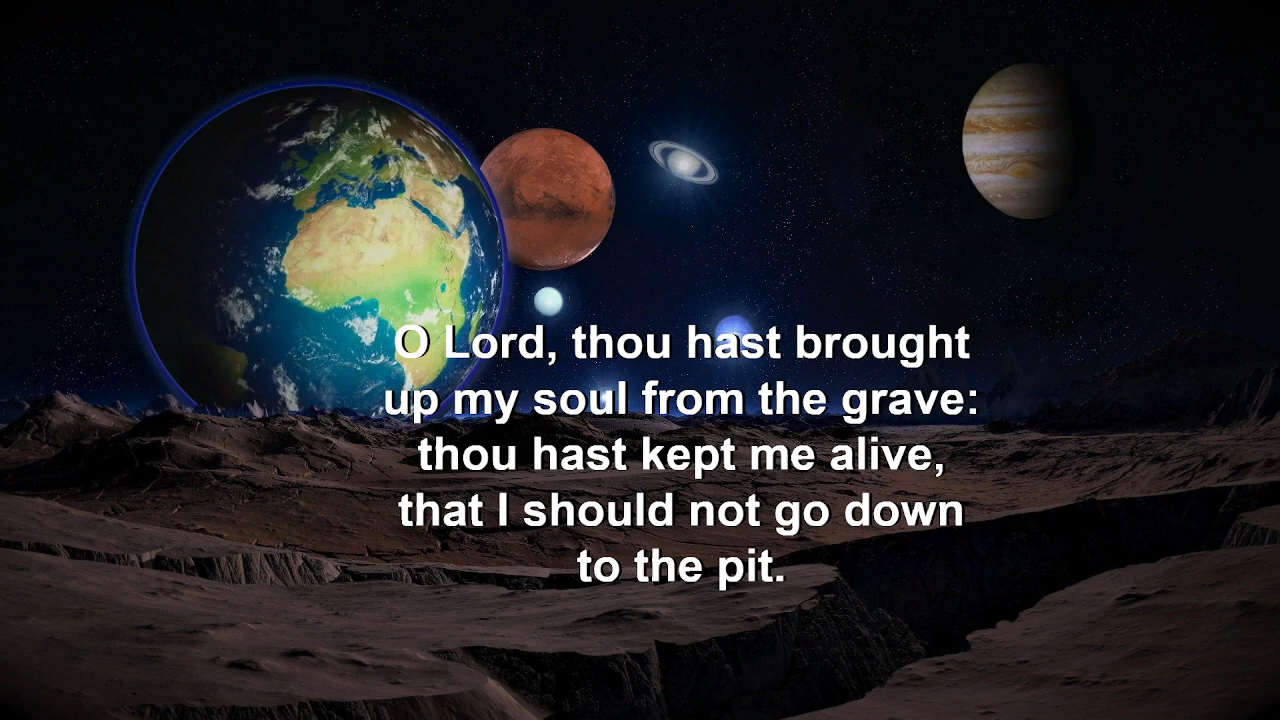 O Lord, thou hast brought
up my soul from the grave:
thou hast kept me alive,
that I should not go down
to the pit.